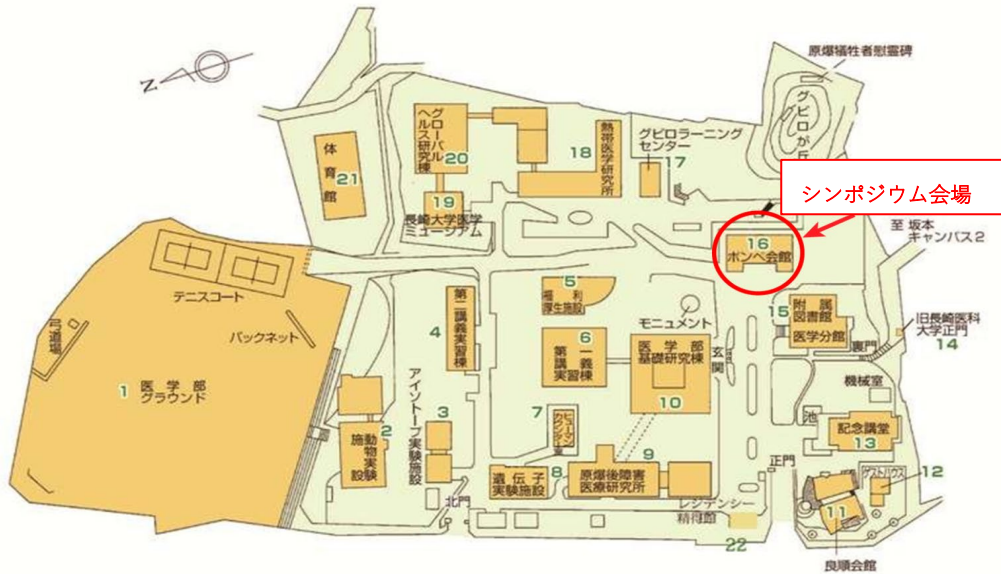 原爆犠牲者慰霊碑
グビロが丘
N
グローバル
ヘルス研究棟
20
体育館
21
18
熱帯医学研究所
グビロラーニング
センター
17
シンポジウム会場
19
長崎大学医学
ミュージアム
16
ボンペ会館
至 坂本
キャンパス2
テニスコート
5
福利
厚生施設
モニュメント
15
附属
図書館
医学分館
旧長崎医科
大学正門
14
裏門
弓道場
バックネット
4
第二講義実習棟
6
第一講義
実習棟
医学部
基礎研究棟
10
玄関
機械室
1
医学部
グラウンド
アイソトープ実験施設
3
7
ヒューマン
カウンター室
池
記念講堂
13
2
動物実験
施設
9
正門
ゲストハウス
12
遺伝子
実験施設
8
原爆後障害
医療研究所
北門
レジデンシー
精得館
22
11
良順会館